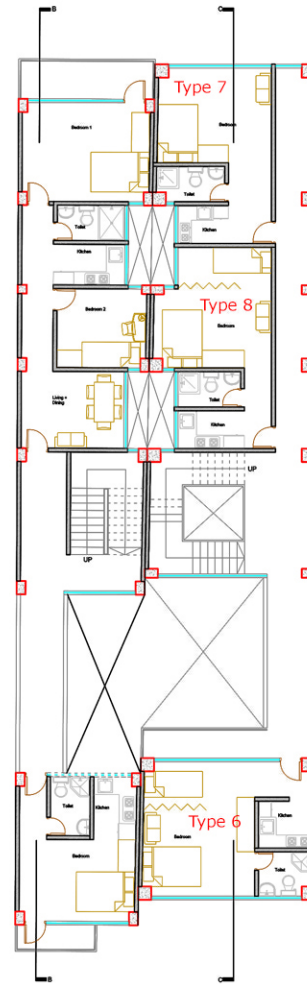 B
C
Type 7
Bedroom 1
Bedroom
Toilet
Toilet
Kitchen
Kitchen
Type 8
Bedroom 2
Bedroom
Living +
Dining
Toilet
Kitchen
UP
UP
Type 6
Toilet
Kitchen
Kitchen
Bedroom
Bedroom
Toilet
B
C